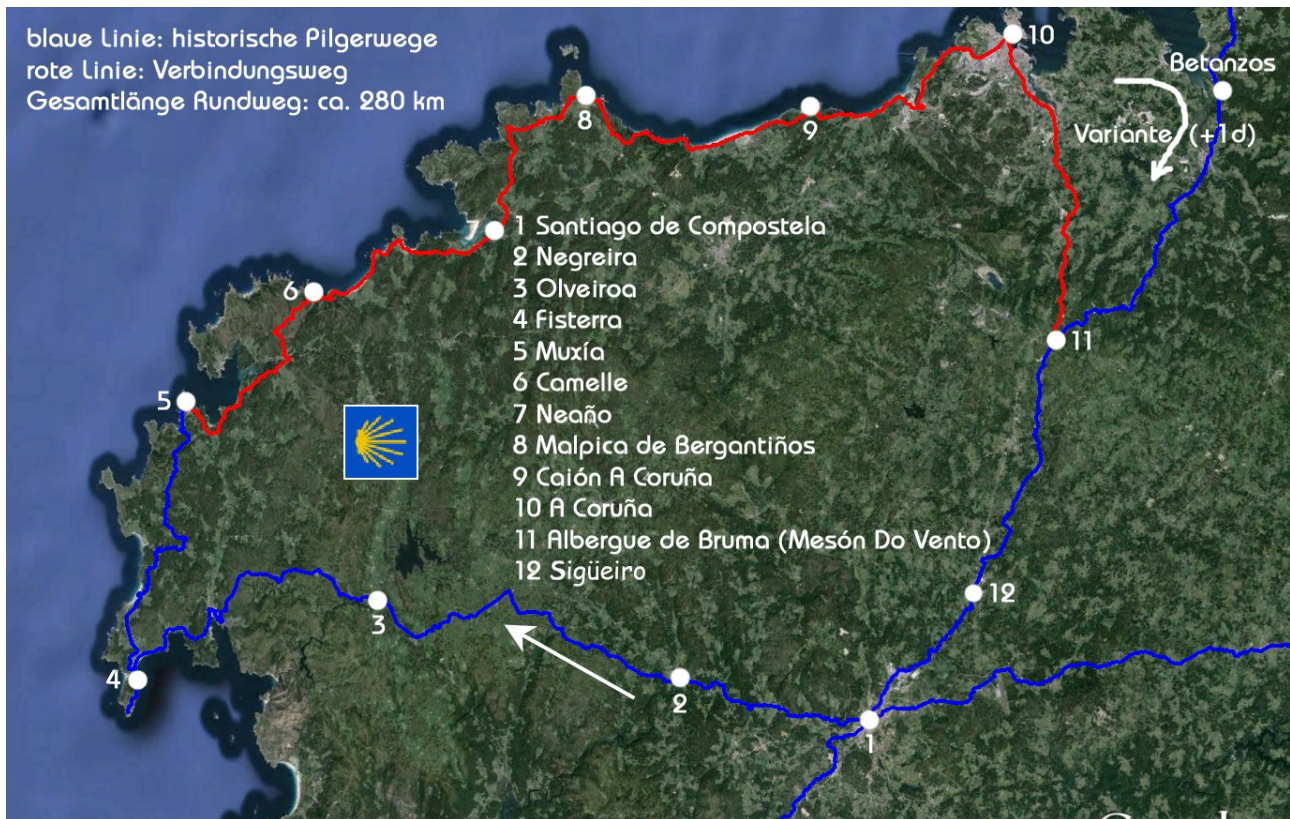 blaue Linie: historische Pilgerwege
rote Linie: Verbindungsweg
Gesamtlänge Rundweg: ca. 280 km
10
Betanzos
Variante (+1d)
8
9
7
1 Santiago de Compostela
2 Negreira
3 Olveiroa
4 Fisterra
5 Muxía
6 Camelle
7 Neaño
8 Malpica de Bergantiños
9 Caión A Coruña
10 A Coruña
11 Albergue de Bruma (Mesón Do Vento)
12 Sigüeiro
6
11
5
12
3
4
2
1